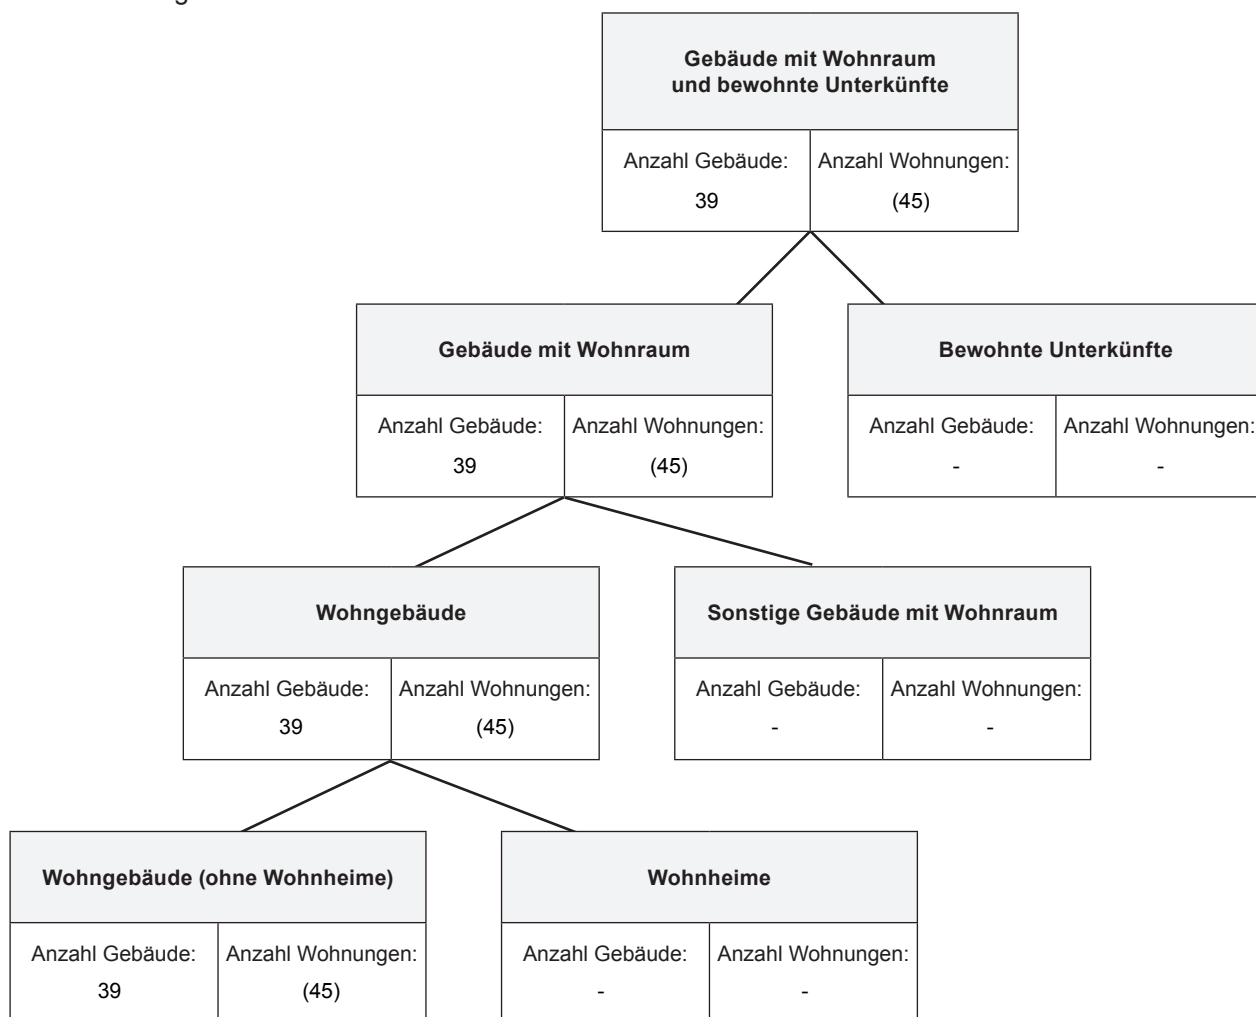 Gebäude mit Wohnraum
und bewohnte Unterkünfte
Anzahl Gebäude: Anzahl Wohnungen:
39 (45)
Gebäude mit Wohnraum Bewohnte Unterkünfte
Anzahl Gebäude: Anzahl Wohnungen: Anzahl Gebäude: Anzahl Wohnungen:
39 (45) - -
Wohngebäude Sonstige Gebäude mit Wohnraum
Anzahl Gebäude: Anzahl Wohnungen: Anzahl Gebäude: Anzahl Wohnungen:
39 (45) - -
Wohngebäude (ohne Wohnheime) Wohnheime
Anzahl Gebäude: Anzahl Wohnungen: Anzahl Gebäude: Anzahl Wohnungen:
39 (45) - -